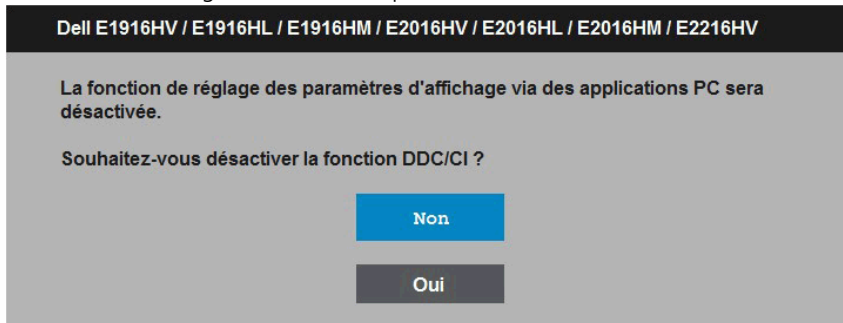 Dell E1916HV / E1916HL / E1916HM / E2016HV / E2016HL / E2016HM / E2216HV
La fonction de réglage des paramètres d'affichage via des applications PC sera
désactivée.
Souhaitez-vous désactiver la fonction DDC/CI ?
Non
Oui